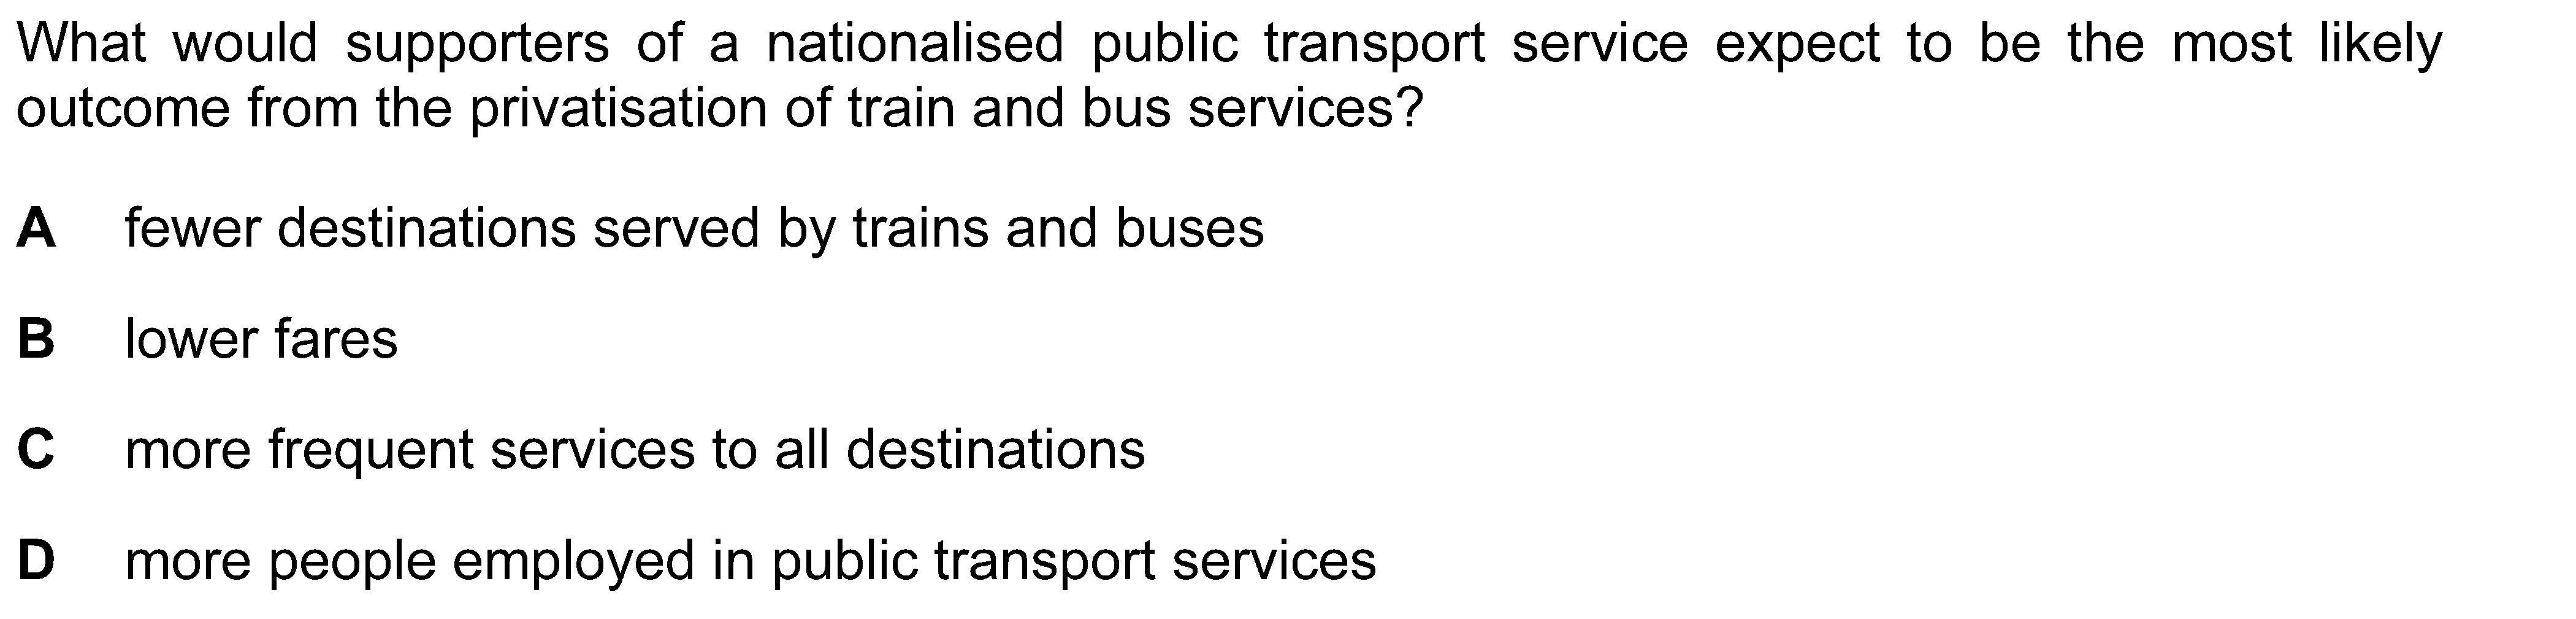 What would supporters of a nationalised public transport service expect to be the most likely
outcome from the privatisation of train and bus services?
A fewer destinations served by trains and buses
B lower fares
C more frequent services to all destinations
D more people employed in public transport services